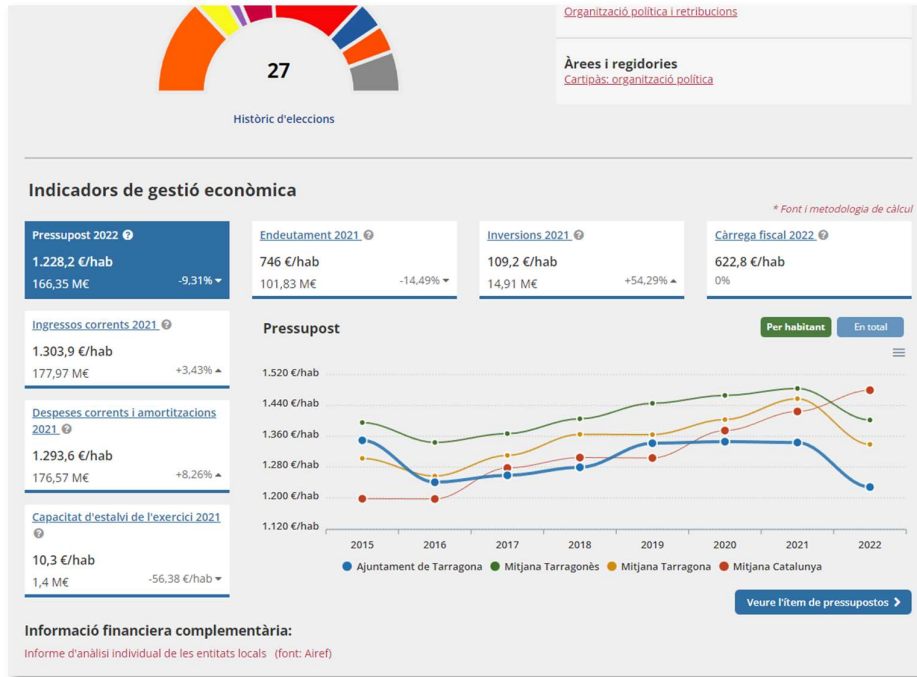 Organització política i retribucions
27
Àrees i regidories
Cartipàs: organització política
Històric d'eleccions
Indicadors de gestió econòmica
* Font i metodologia de càlcul
Pressupost 2022 ?
1.228,2 €/hab
166,35 M€ -9,31%
Endeutament 2021 ?
746 €/hab
101,83 M€ -14,49%
Inversions 2021 ?
109,2 €/hab
14,91 M€ +54,29%
Càrrega fiscal 2022 ?
622,8 €/hab
0%
Ingressos corrents 2021 ?
1.303,9 €/hab
177,97 M€ +3,43%
Despeses corrents i amortitzacions
2021 ?
1.293,6 €/hab
176,57 M€ +8,26%
Capacitat d'estalvi de l'exercici 2021
?
10,3 €/hab
1,4 M€ -56,38 €/hab
Pressupost
Per habitant
En total
1.520 €/hab
1.440 €/hab
1.360 €/hab
1.280 €/hab
1.200 €/hab
1.120 €/hab
2015 2016 2017 2018 2019 2020 2021 2022
Ajuntament de Tarragona Mitjana Tarragonès Mitjana Tarragona Mitjana Catalunya
Veure l'ítem de pressupostos
Informació financiera complementària:
Informe d'anàlisi individual de les entitats locals (font: Airef)